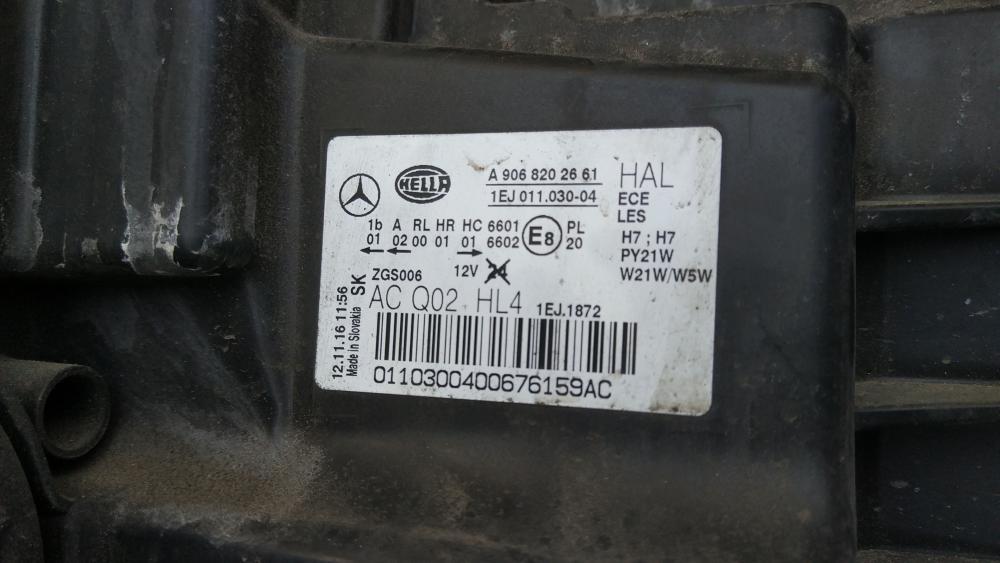 HELLA
A 906 820 26 61
1EJ 011.030-04
HAL
ECE
LES
H7 ; H7
PY21W
W21W/W5W
1b A RL HR HC 6601
01 02 00 01 01 6602
E8
PL
20
ZGS006 12V 24
AC Q02 HL4 1EJ.1872
0110300400676159AC
12.11.16 11:56 SK
Made in Slovakia